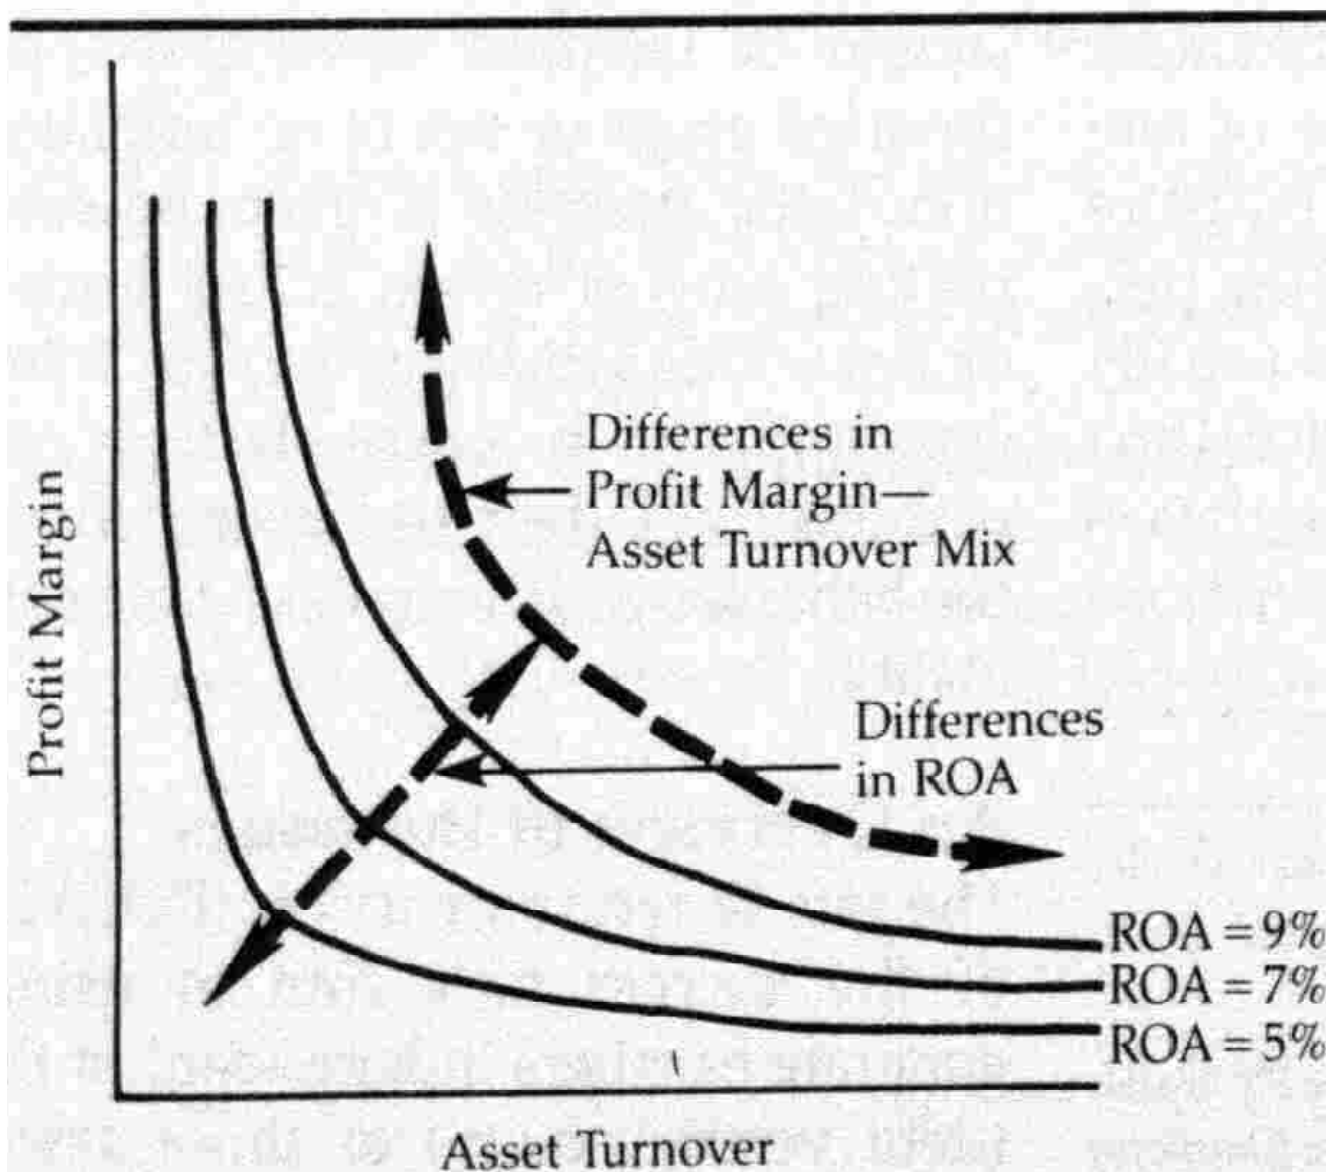 Differences in
Profit Margin—
Asset Turnover Mix
Profit Margin
Differences
in ROA
ROA = 9%
ROA = 7%
ROA = 5%
Asset Turnover